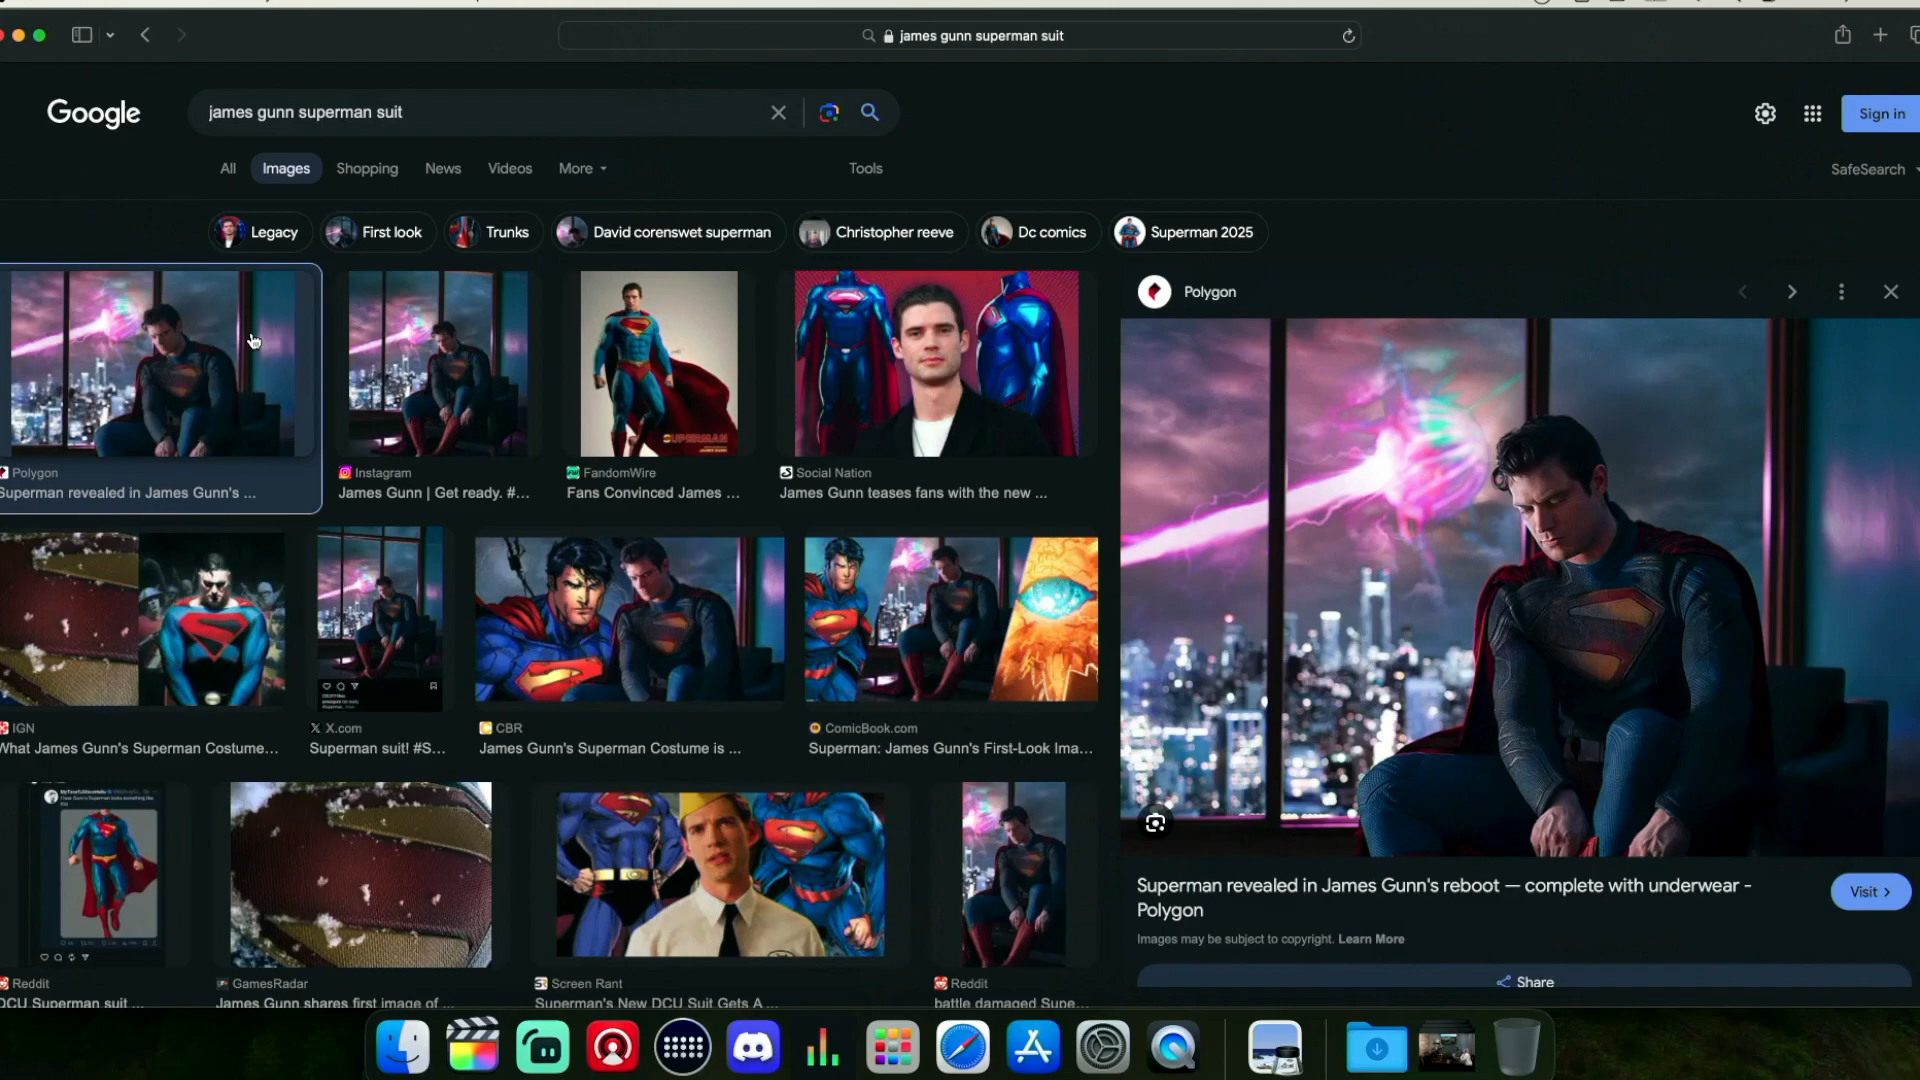 james gunn superman suit
Google
james gunn superman suit
Sign in
All
Images
Shopping
News
Videos
More
Tools
SafeSearch
Legacy
First look
Trunks
David corenswet superman
Christopher reeve
Dc comics
Superman 2025
Polygon
Superman revealed in James Gunn's ...
Instagram
James Gunn | Get ready. #...
SUPERMAN
FandomWire
Fans Convinced James ...
Social Nation
James Gunn teases fans with the new ...
IGN
What James Gunn's Superman Costume...
X.com
Superman suit! #S...
CBR
James Gunn's Superman Costume is ...
ComicBook.com
Superman: James Gunn's First-Look Ima...
Reddit
DCU Superman suit ...
GamesRadar
James Gunn shares first image of ...
Screen Rant
Superman's New DCU Suit Gets A ...
Reddit
battle damaged Supe...
Polygon
Superman revealed in James Gunn's reboot — complete with underwear -
Polygon
Visit
Images may be subject to copyright. Learn More
Share